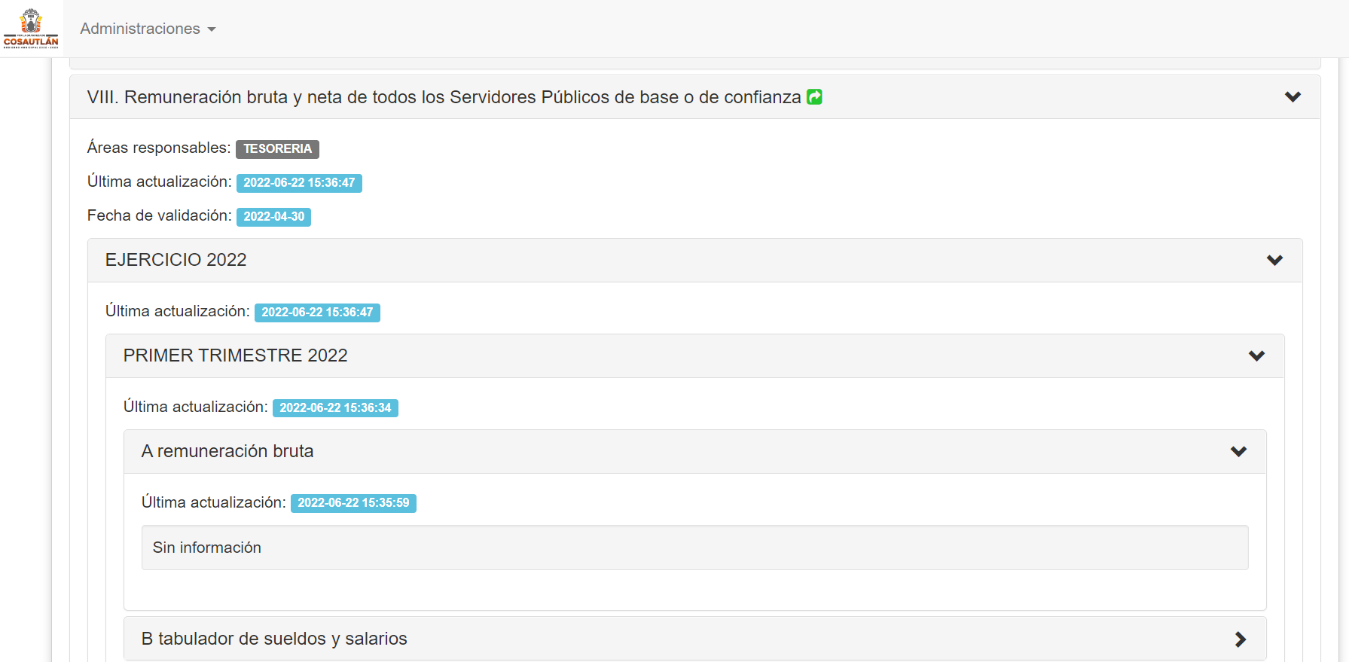 COSAUTLÁN
Administraciones
VIII. Remuneración bruta y neta de todos los Servidores Públicos de base o de confianza
Áreas responsables: TESORERIA
Última actualización: 2022-06-22 15:36:47
Fecha de validación: 2022-04-30
EJERCICIO 2022
Última actualización: 2022-06-22 15:36:47
PRIMER TRIMESTRE 2022
Última actualización: 2022-06-22 15:36:34
A remuneración bruta
Última actualización: 2022-06-22 15:35:59
Sin información
B tabulador de sueldos y salarios